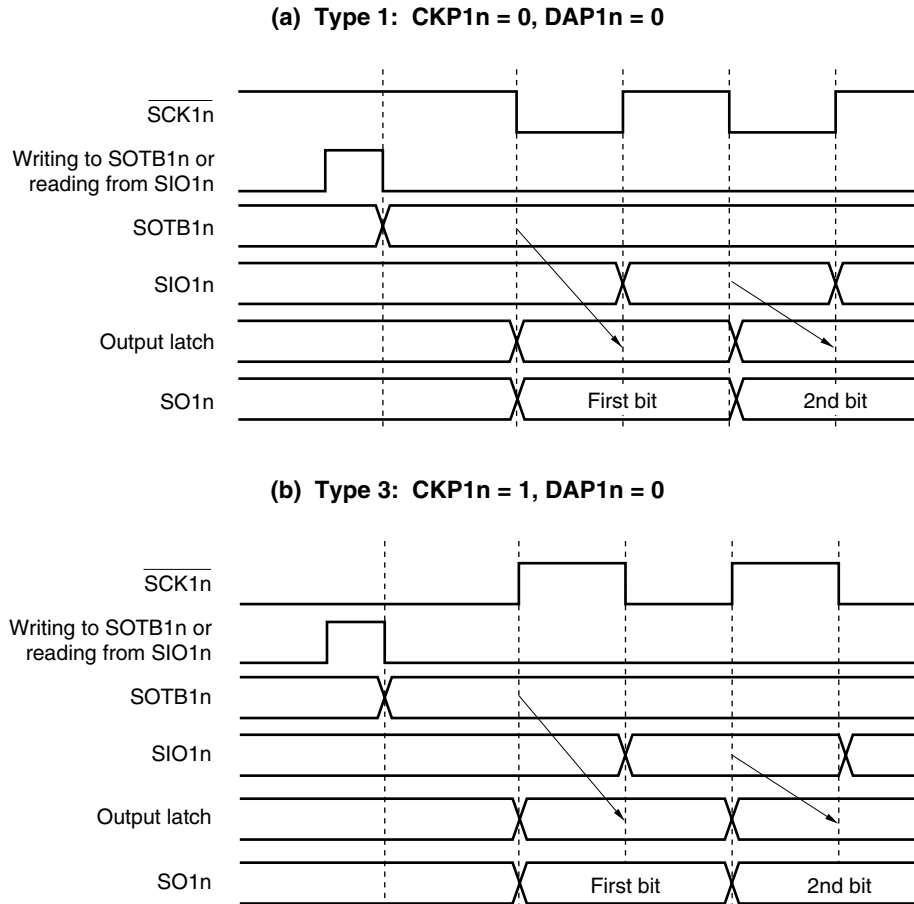 (a) Type 1: CKP1n = 0, DAP1n = 0
SCK1n
Writing to SOTB1n or
reading from SIO1n
SOTB1n
SIO1n
Output latch
SO1n
First bit
2nd bit
(b) Type 3: CKP1n = 1, DAP1n = 0
SCK1n
Writing to SOTB1n or
reading from SIO1n
SOTB1n
SIO1n
Output latch
SO1n
First bit
2nd bit